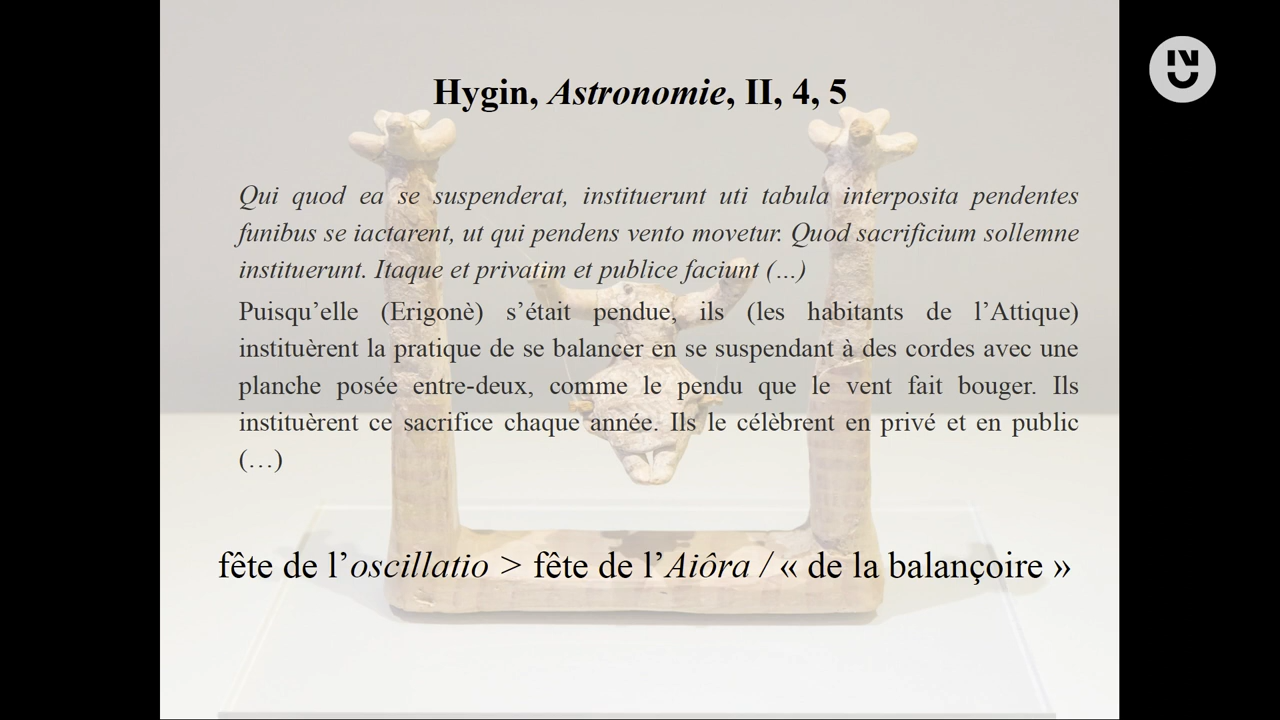 Hygin, Astronomie, II, 4, 5
Qui quod ea se suspenderat, instituerunt uti tabula interposita pendentes
funibus se iactarent, ut qui pendens vento movetur. Quod sacrificium sollemne
instituerunt. Itaque et privatim et publice faciunt (…)
Puisqu’elle (Erigonè) s’était pendue, ils (les habitants de l’Attique)
instituèrent la pratique de se balancer en se suspendant à des cordes avec une
planche posée entre-deux, comme le pendu que le vent fait bouger. Ils
instituèrent ce sacrifice chaque année. Ils le célèbrent en privé et en public
(…)
fête de l’oscillatio > fête de l’Aiôra / « de la balançoire »